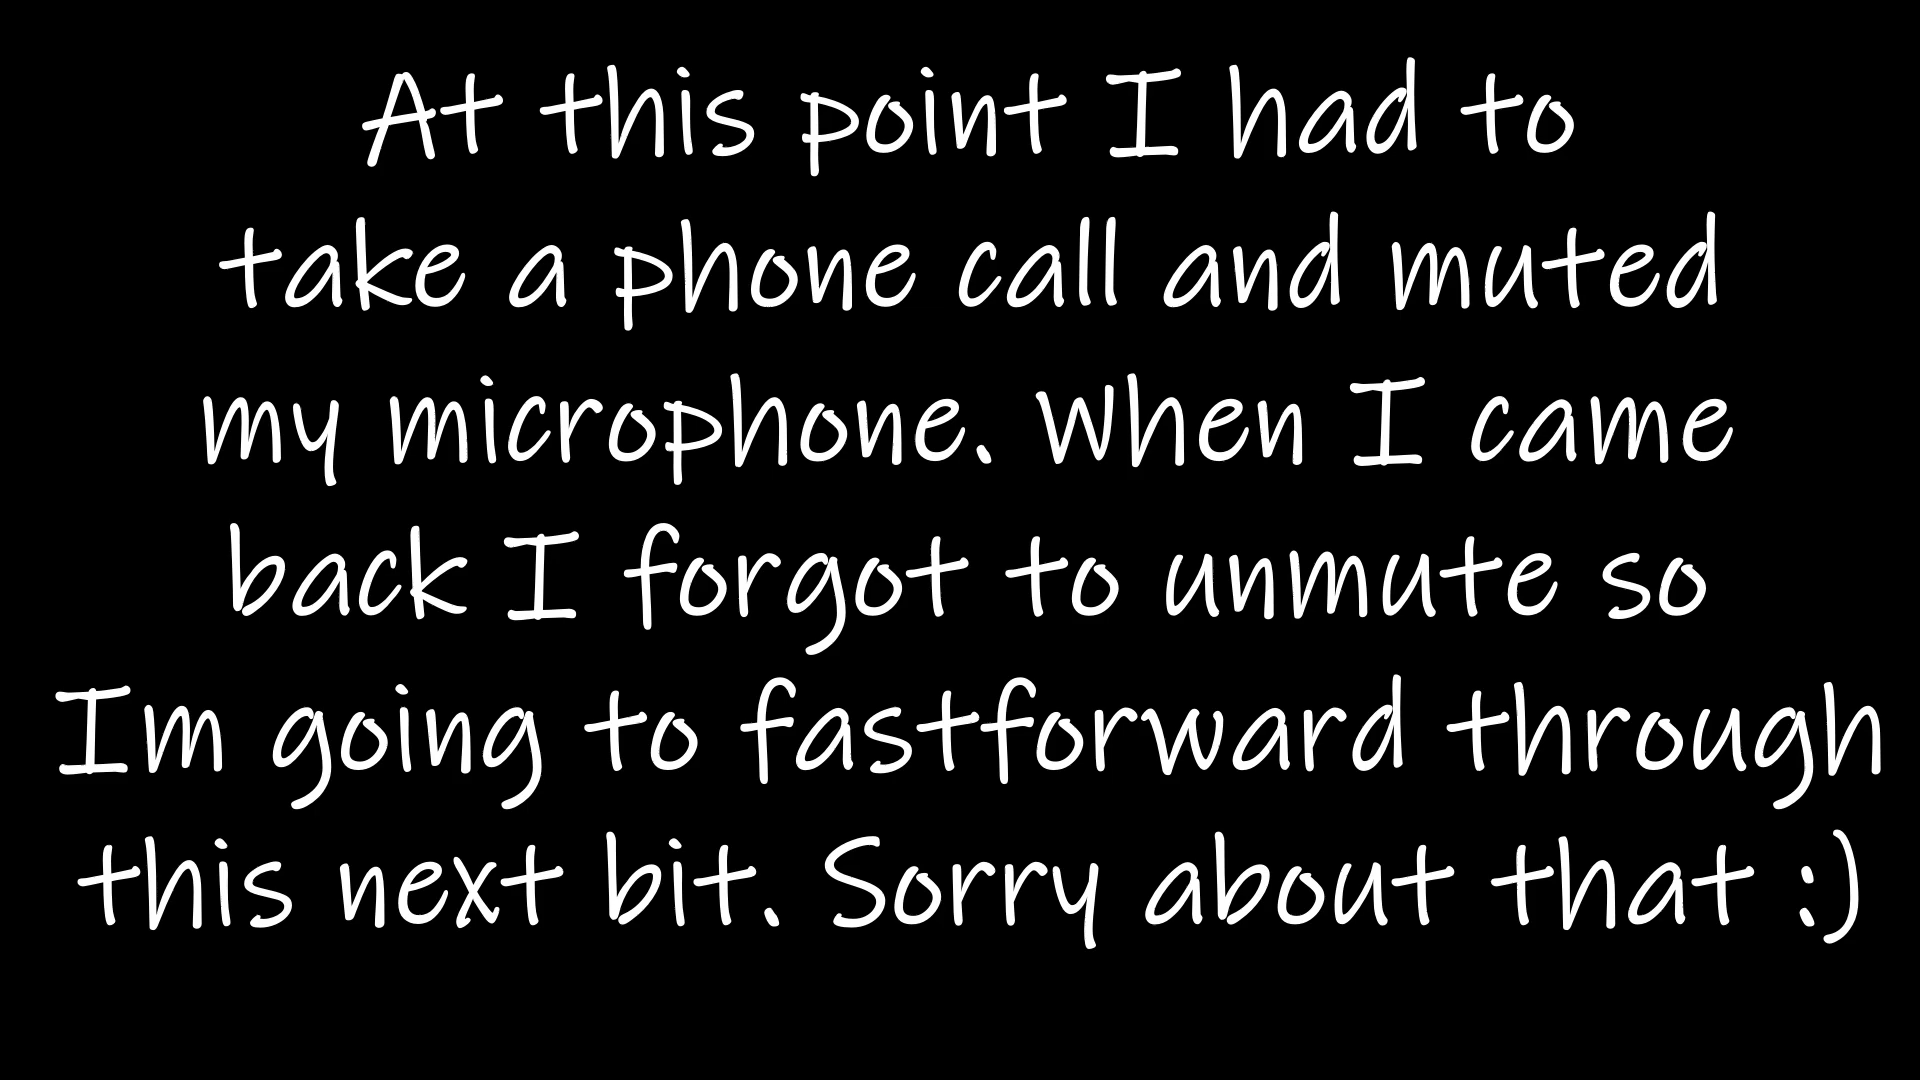 At this point I had to
take a phone call and muted
my microphone. When I came
back I forgot to unmute so
Im going to fastforward through
this next bit. Sorry about that :)